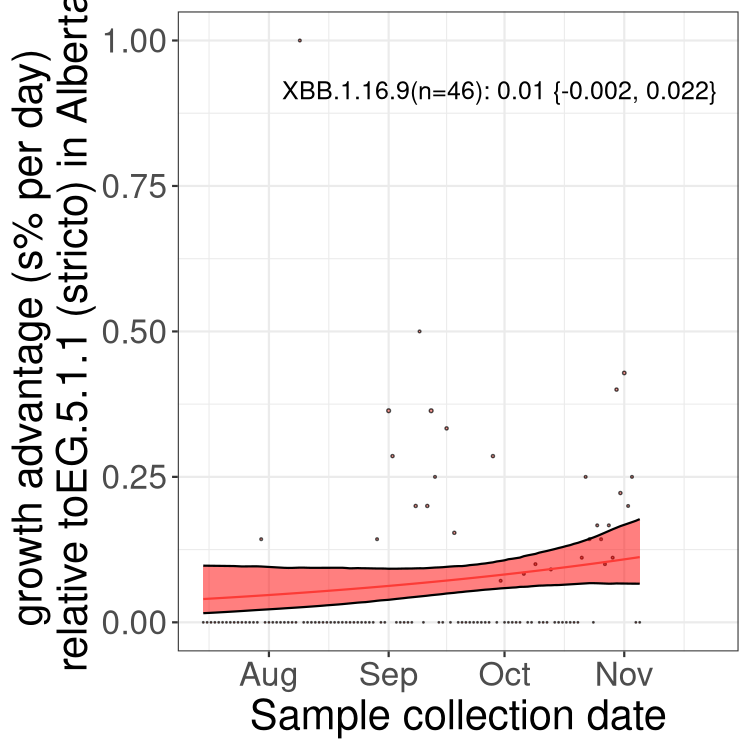 growth advantage (s% per day)
relative toEG.5.1.1 (stricto) in Alberta
1.00
0.75
0.50
0.25
0.00
XBB.1.16.9(n=46): 0.01 {-0.002, 0.022}
Aug Sep Oct Nov
Sample collection date